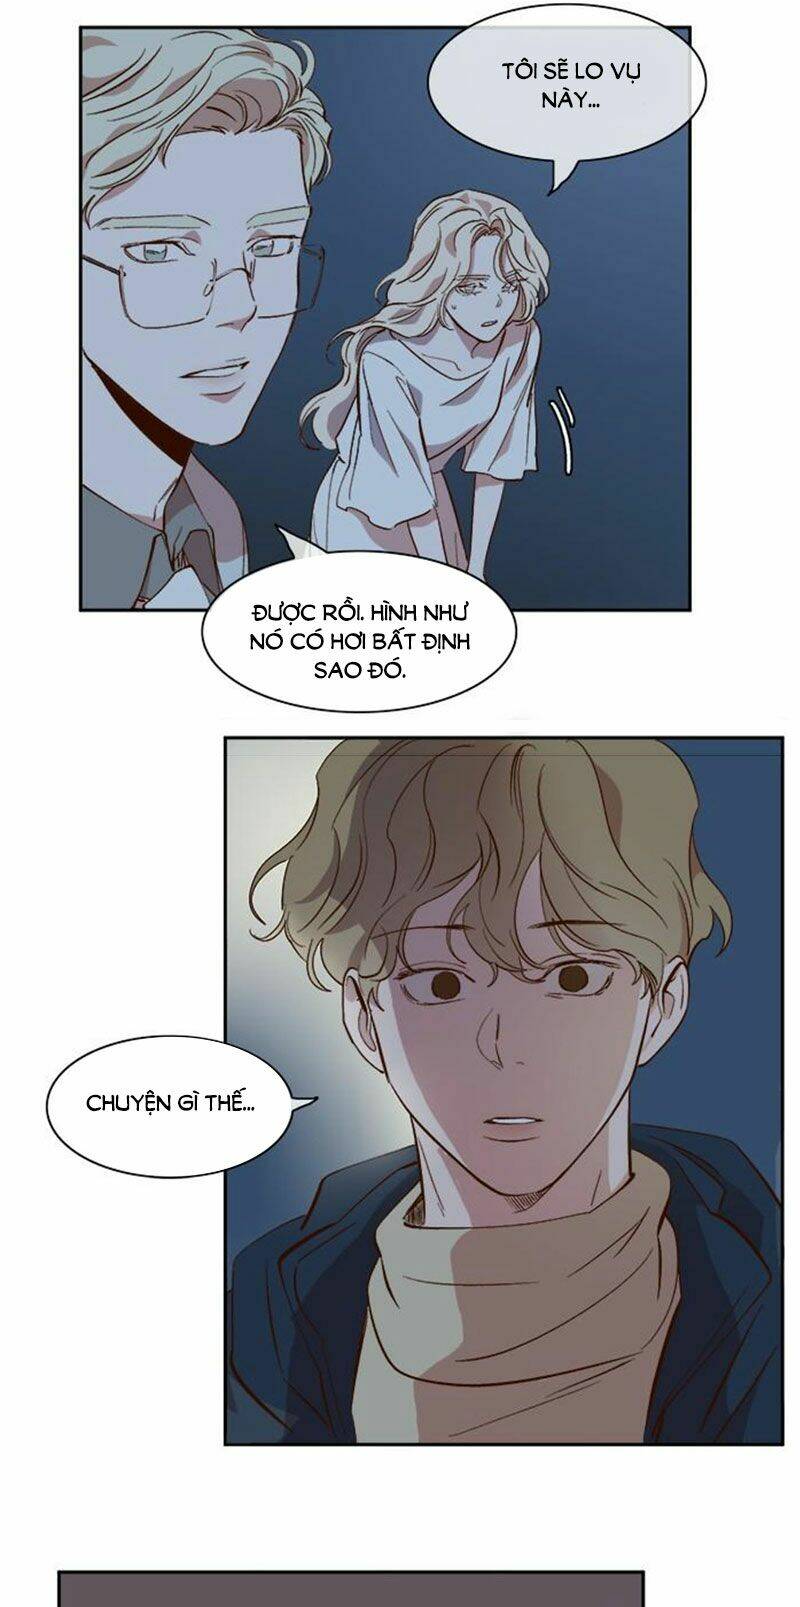 TÔI SẼ LO VỤ
NÀY...
ĐƯỢC RỒI. HÌNH NHƯ
NÓ CÓ HƠI BẤT ĐỊNH
SAO ĐÓ.
CHUYỆN GÌ THẾ...